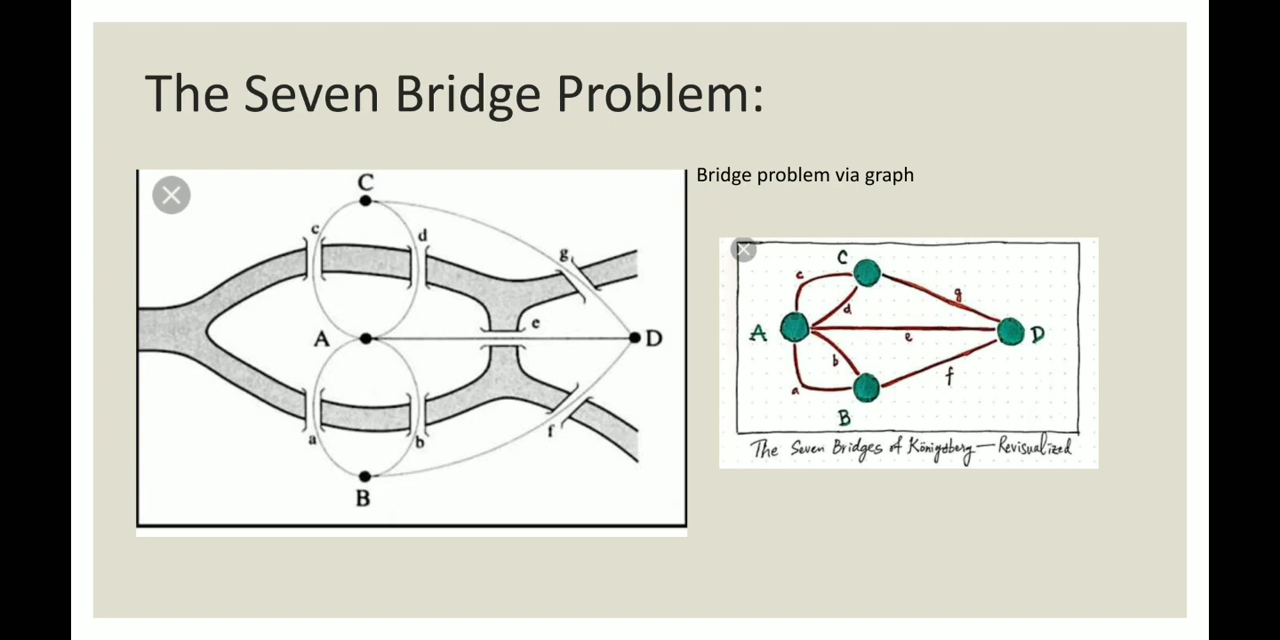 The Seven Bridge Problem:
Bridge problem via graph
C
c
d
g
A
e
D
a
b
f
B
C
c
g
d
A
e
D
b
a
f
B
The Seven Bridges of Königsberg — Revisualized